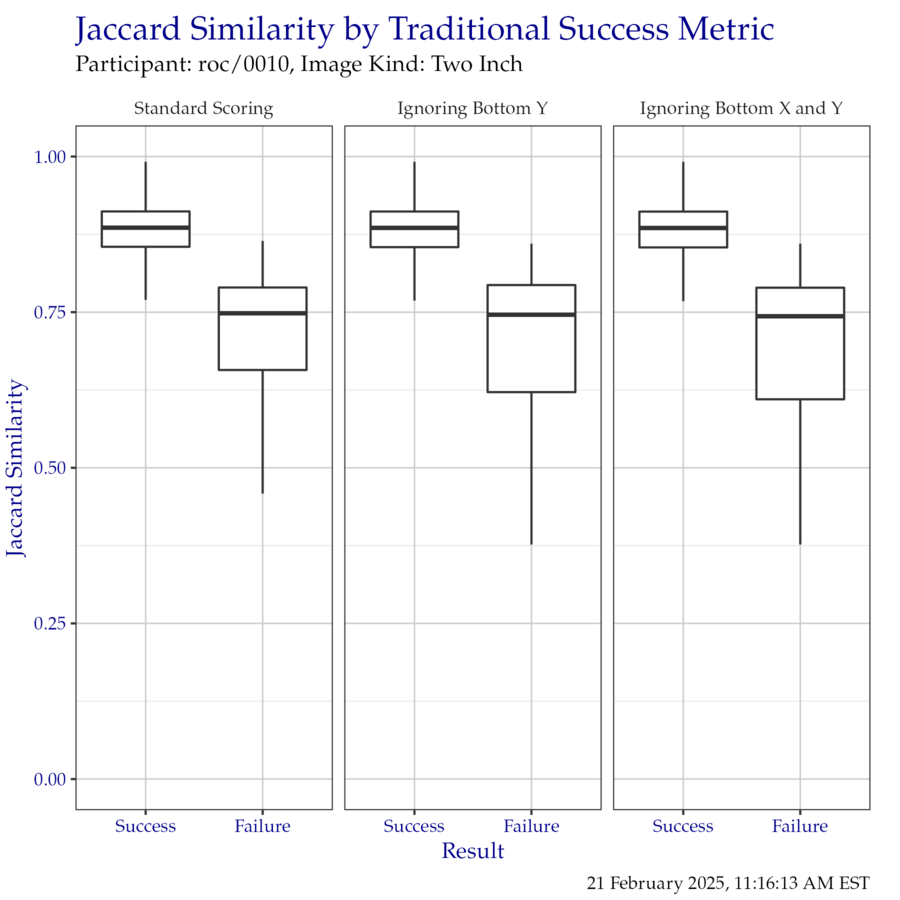 Jaccard Similarity by Traditional Success Metric
Participant: roc/0010, Image Kind: Two Inch
Standard Scoring
Ignoring Bottom Y
Ignoring Bottom X and Y
Jaccard Similarity
1.00
0.75
0.50
0.25
0.00
Success Failure
Success Failure
Success Failure
Result
21 February 2025, 11:16:13 AM EST